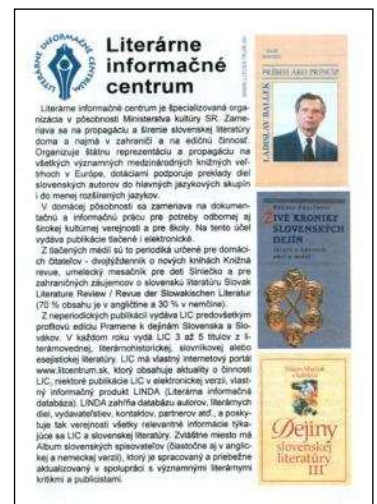 LITERÁRNE INFORMAČNÉ CENTRUM
Literárne
informačné
centrum
Literárne informačné centrum je špecializovaná orga-
nizácia v pôsobnosti Ministerstva kultúry SR. Zame-
riava sa na propagáciu a šírenie slovenskej literatúry
doma a najmä v zahraničí a na edičnú činnosť.
Organizuje štátnu reprezentáciu a propagáciu na
všetkých významných medzinárodných knižných veľ-
trhoch v Európe, dotáciami podporuje preklady diel
slovenských autorov do hlavných jazykových skupín
i do menej rozšírených jazykov.
V domácej pôsobnosti sa zameriava na dokumen-
tačnú a informačnú prácu pre potreby odbornej aj
širokej kultúrnej verejnosti a pre školy. Na tento účel
vydáva publikácie tlačené i elektronické.
Z tlačených médií sú to periodiká určené pre domáci-
ch čitateľov - dvojtýždenník o nových knihách Knižná
revue, umelecký mesačník pre deti Slniečko a pre
zahraničných záujemcov o slovenskú literatúru Slovak
Literature Review / Revue der Slowakischen Literatur
(70 % obsahu je v angličtine a 30 % v nemčine).
Z neperiodických publikácií vydáva LIC predovšetkým
profilovú edíciu Pramene k dejinám Slovenska a Slo-
vákov. V každom roku vydá LIC 3 až 5 titulov z li-
terárnovednej, literárnohistorickej, slovníkovej alebo
esejistickej literatúry. LIC má vlastný internetový portál
www.litcentrum.sk, ktorý obsahuje aktuality o činnosti
LIC, niektoré publikácie LIC v elektronickej verzii, vlast-
ný informačný produkt LINDA (Literárna informačná
databáza). LINDA zahŕňa databázu autorov, literárnych
diel, vydavateľstiev, kontaktov, partnerov atď., a posky-
tuje tak verejnosti všetky relevantné informácie týka-
júce sa LIC a slovenskej literatúry. Zvláštne miesto má
Album slovenských spisovateľov (čiastočne aj v anglic-
kej a nemeckej verzii), ktorý je spracovaný a priebežne
aktualizovaný v spolupráci s významnými literárnymi
kritikmi a publicistami.
PRÍBEH AKO PRINCÍP
LADISLAV BALLEK
ŽIVÉ KRONIKY
SLOVENSKÝCH
DEJÍN
Dejiny
slovenskej
literatúry
III